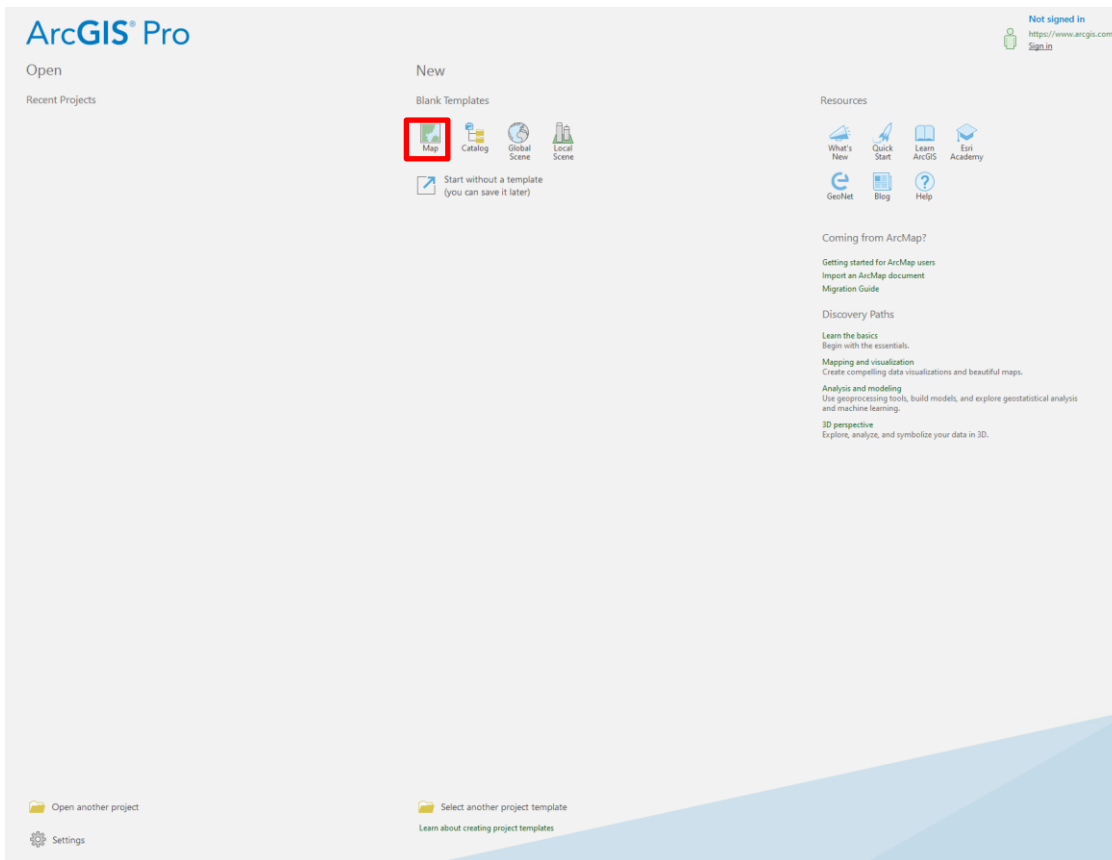 ArcGIS® Pro
Not signed in
https://www.arcgis.com
Sign in
Open
Recent Projects
Open another project
Settings
New
Blank Templates
Map
Catalog
Global
Scene
Local
Scene
Start without a template
(you can save it later)
Select another project template
Learn about creating project templates
Resources
What's
New
Quick
Start
Learn
ArcGIS
Esri
Academy
GeoNet
Blog
Help
Coming from ArcMap?
Getting started for ArcMap users
Import an ArcMap document
Migration Guide
Discovery Paths
Learn the basics
Begin with the essentials.
Mapping and visualization
Create compelling data visualizations and beautiful maps.
Analysis and modeling
Use geoprocessing tools, build models, and explore geostatistical analysis
and machine learning.
3D perspective
Explore, analyze, and symbolize your data in 3D.